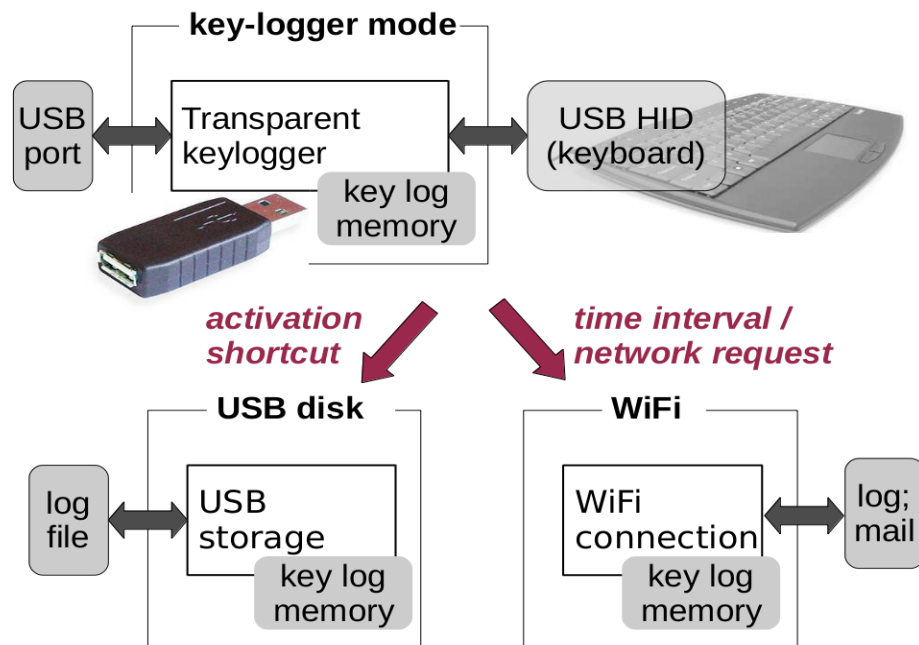 key-logger mode
USB
port
Transparent
keylogger
key log
memory
USB HID
(keyboard)
activation
shortcut
time interval /
network request
USB disk
log
file
USB
storage
key log
memory
WiFi
WiFi
connection
key log
memory
log;
mail